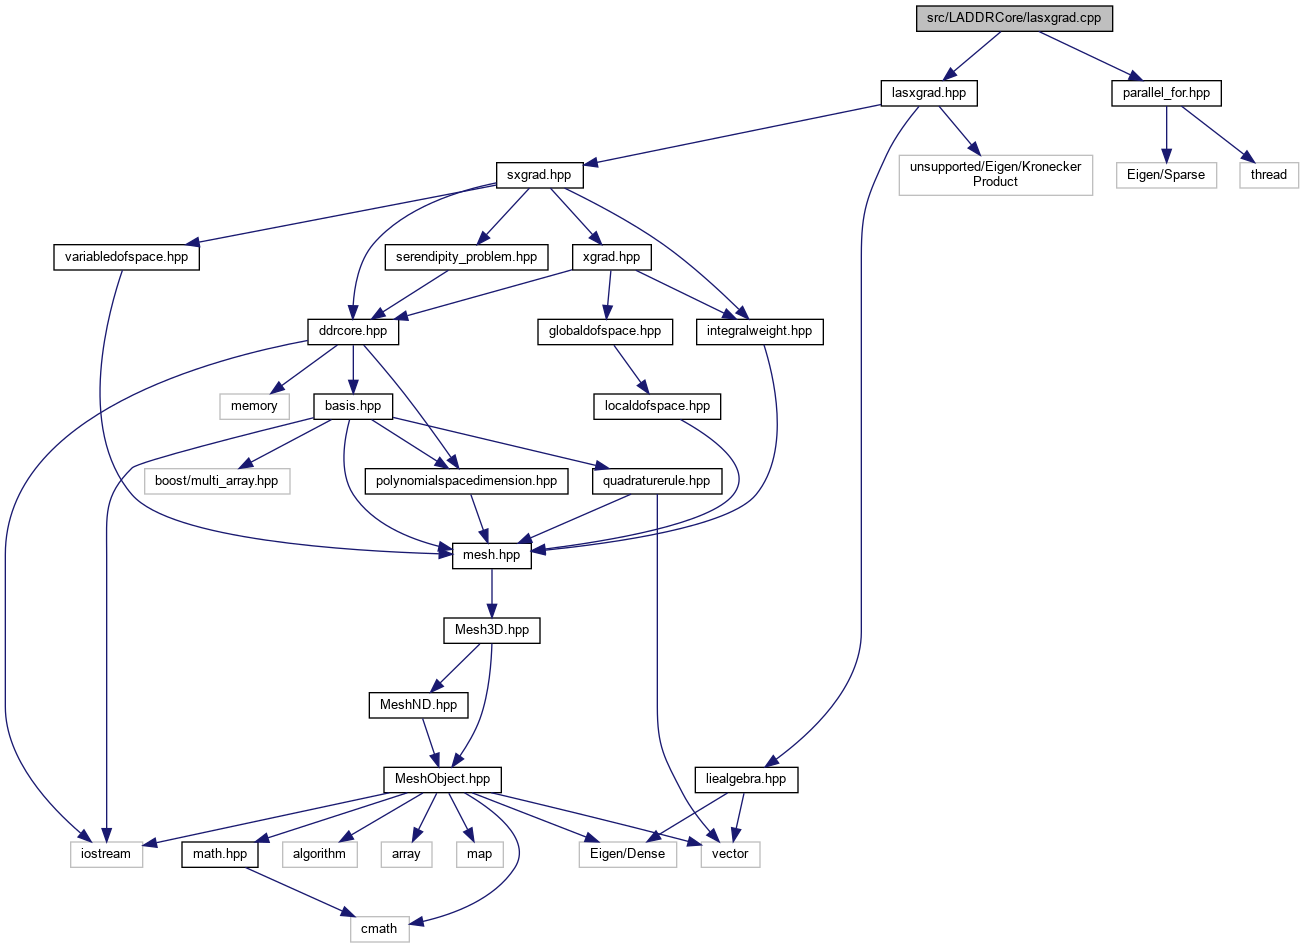 src/LADDRCore/lasxgrad.cpp
lasxgrad.hpp
parallel_for.hpp
sxgrad.hpp
unsupported/Eigen/Kronecker
Product
Eigen/Sparse
thread
variabledofspace.hpp
serendipity_problem.hpp
xgrad.hpp
ddrcore.hpp
globaldofspace.hpp
integralweight.hpp
memory
basis.hpp
localdofspace.hpp
boost/multi_array.hpp
polynomialspacedimension.hpp
quadraturerule.hpp
mesh.hpp
Mesh3D.hpp
MeshND.hpp
MeshObject.hpp
liealgebra.hpp
iostream
math.hpp
algorithm
array
map
Eigen/Dense
vector
cmath